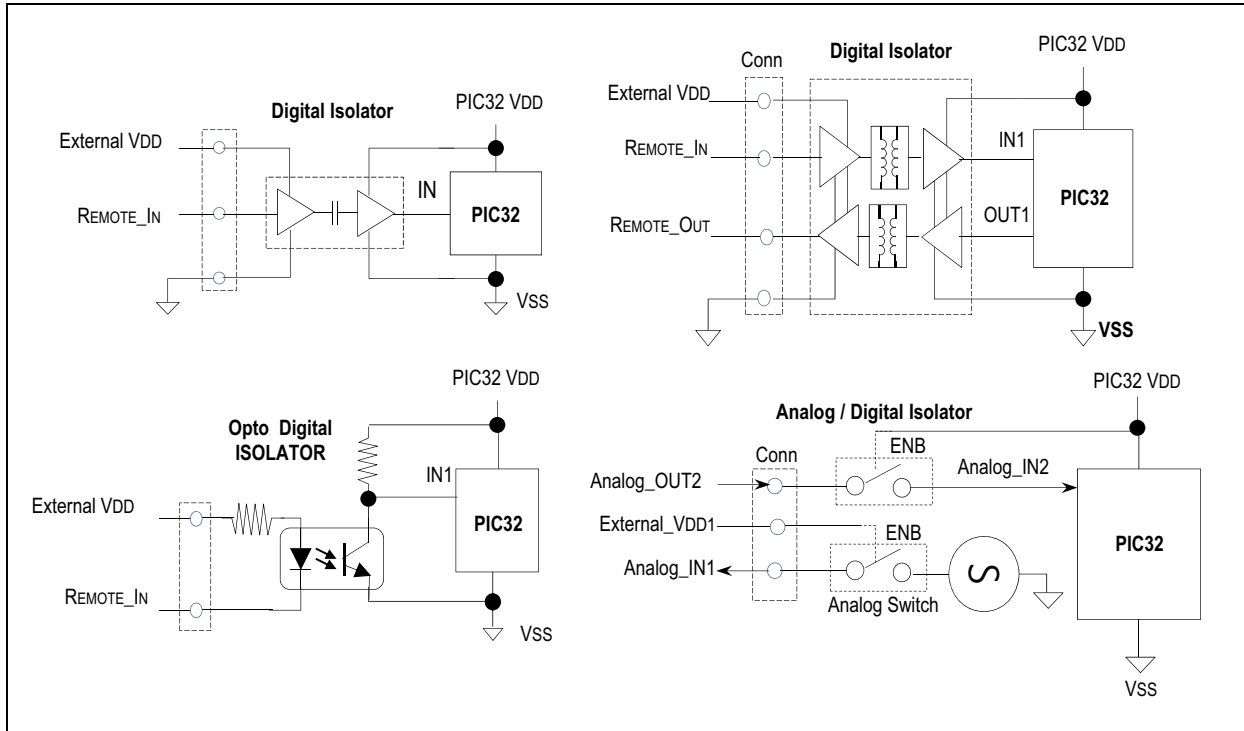 Digital Isolator
PIC32 VDD
External VDD
REMOTE_IN
IN
PIC32
VSS
Digital Isolator
Conn
PIC32 VDD
External VDD
REMOTE_IN
REMOTE_OUT
IN1
OUT1
PIC32
VSS
Opto Digital
ISOLATOR
PIC32 VDD
External VDD
REMOTE_IN
IN1
PIC32
VSS
Analog / Digital Isolator
PIC32 VDD
Conn
ENB
Analog_OUT2
Analog_IN2
External_VDD1
ENB
Analog_IN1
Analog Switch
S
PIC32
VSS